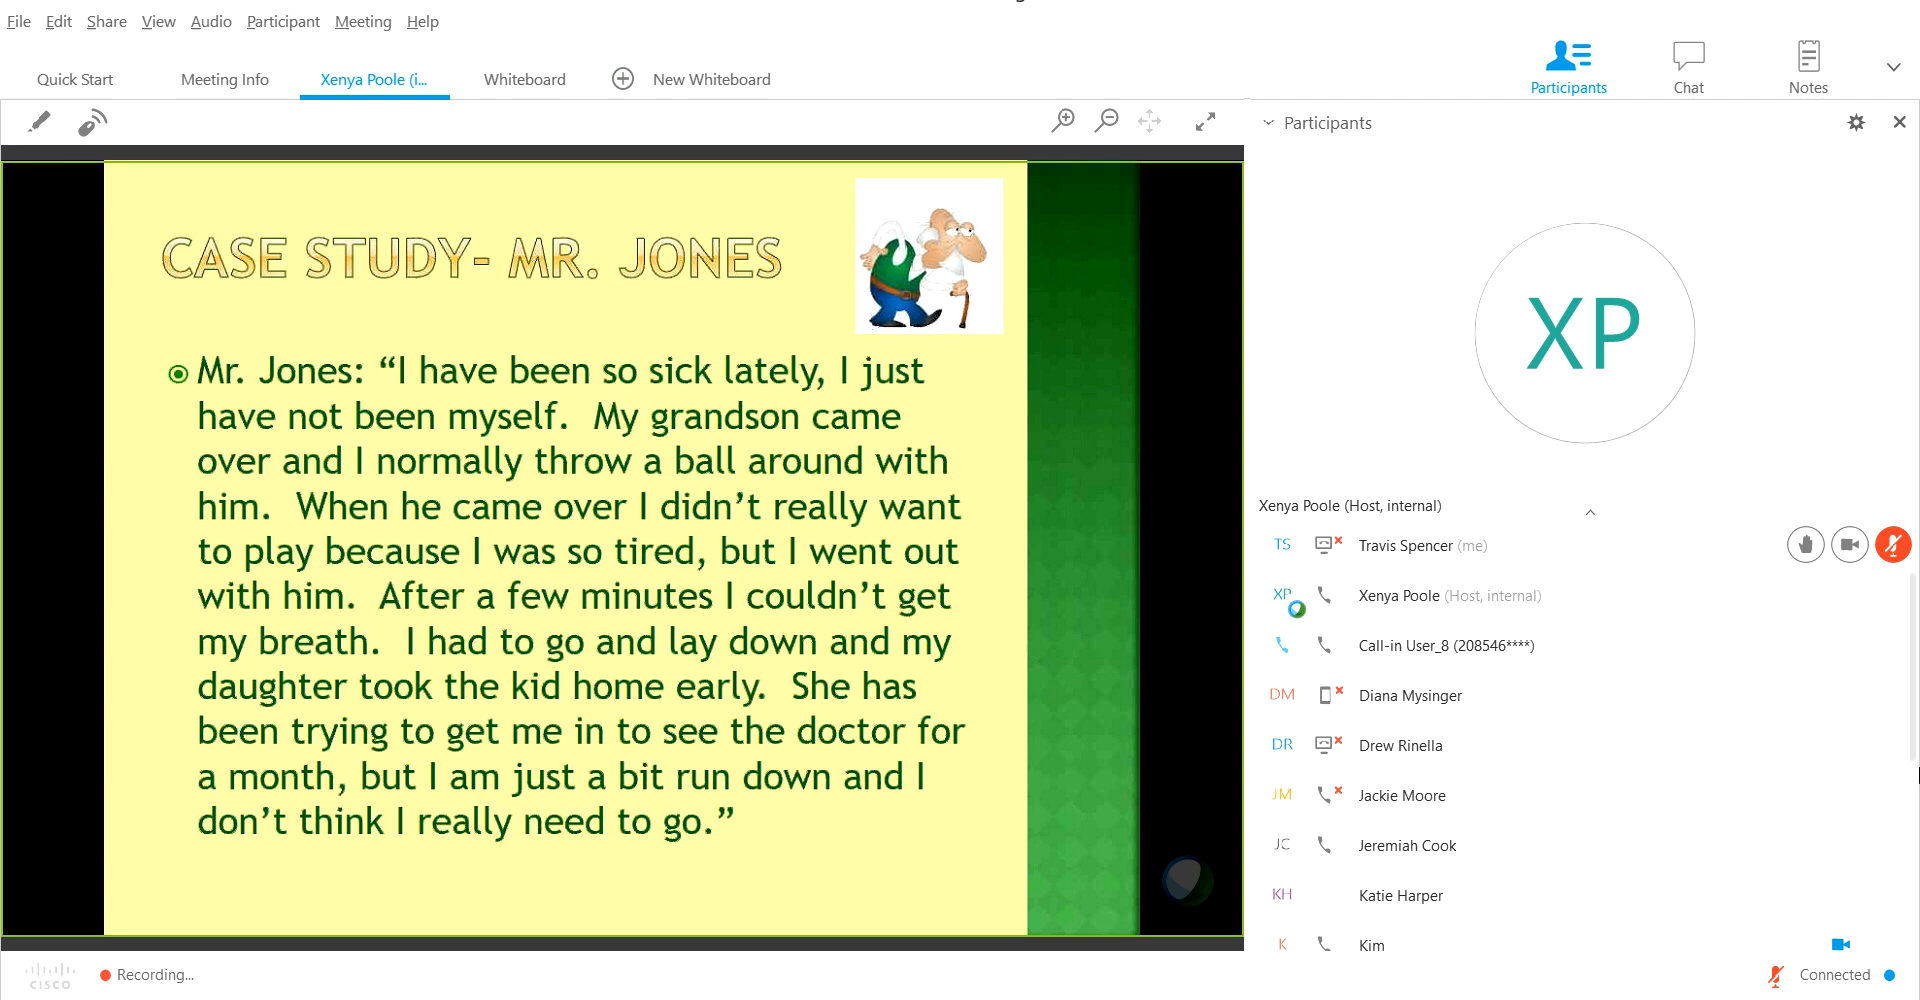 File Edit Share View Audio Participant Meeting Help
Quick Start Meeting Info Xenya Poole (i... Whiteboard New Whiteboard
Participants Chat Notes
Participants
CASE STUDY- MR. JONES
Mr. Jones: “I have been so sick lately, I just
have not been myself.  My grandson came
over and I normally throw a ball around with
him.  When he came over I didn’t really want
to play because I was so tired, but I went out
with him.  After a few minutes I couldn’t get
my breath.  I had to go and lay down and my
daughter took the kid home early.  She has
been trying to get me in to see the doctor for
a month, but I am just a bit run down and I
don’t think I really need to go.”
XP
Xenya Poole (Host, internal)
TS Travis Spencer (me)
XP Xenya Poole (Host, internal)
Call-in User_8 (208546****)
DM Diana Mysinger
DR Drew Rinella
JM Jackie Moore
JC Jeremiah Cook
KH Katie Harper
K Kim
CISCO Recording... Connected